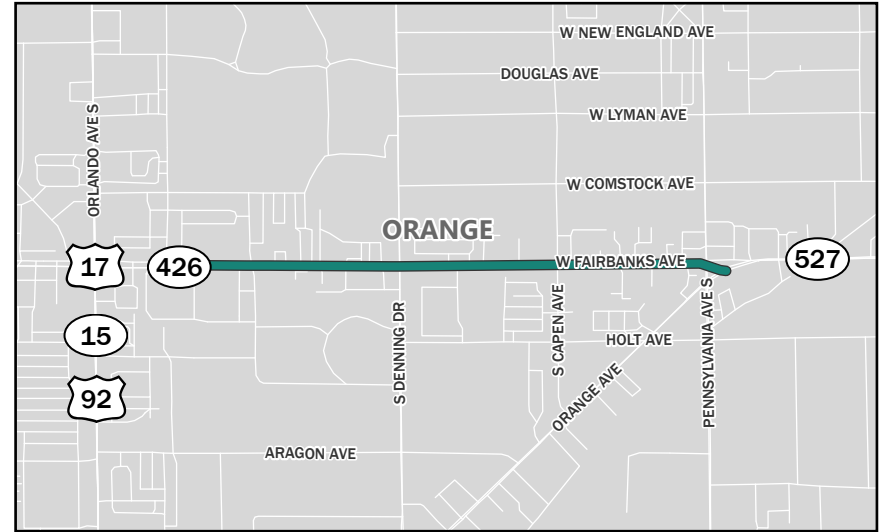 W NEW ENGLAND AVE
DOUGLAS AVE
ORLANDO AVE S
W LYMAN AVE
W COMSTOCK AVE
ORANGE
17
426
W FAIRBANKS AVE
527
15
S DENNING DR
S CAPEN AVE
HOLT AVE
PENNSYLVANIA AVE S
92
ORANGE AVE
ARAGON AVE